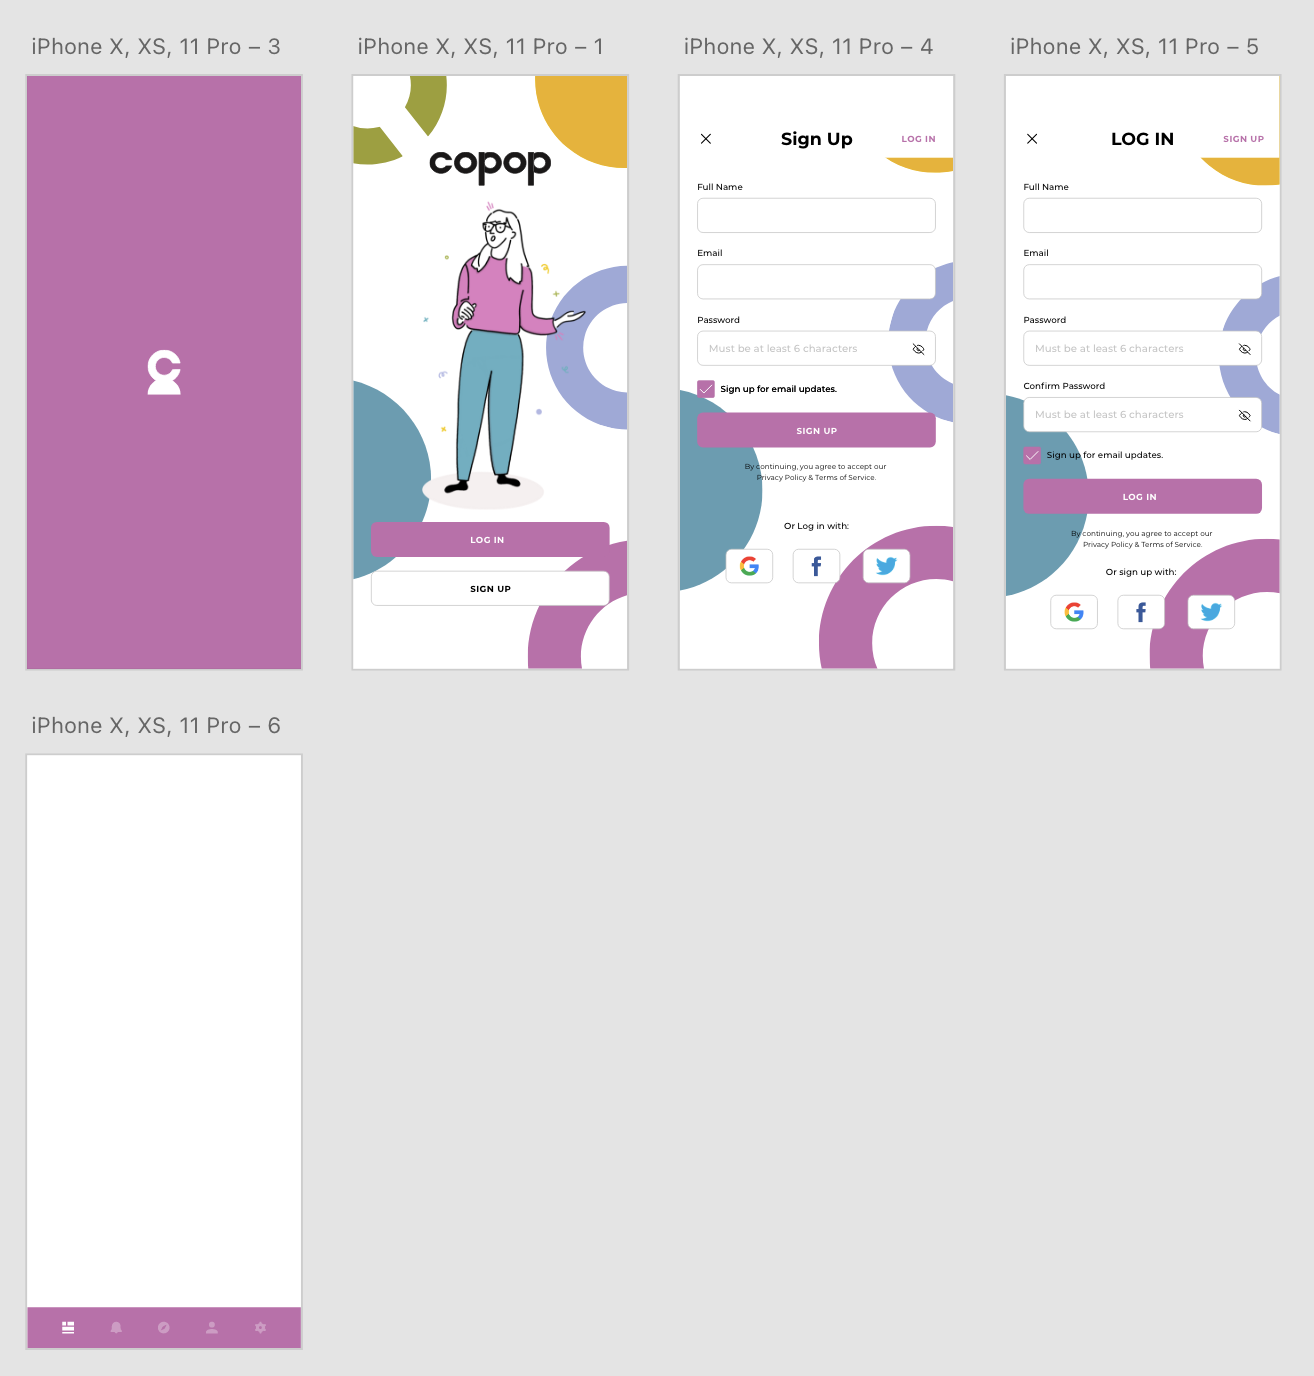 iPhone X, XS, 11 Pro – 3
iPhone X, XS, 11 Pro – 1
copop
LOG IN
SIGN UP
iPhone X, XS, 11 Pro – 4
Sign Up
LOG IN
Full Name
Email
Password
Must be at least 6 characters
Sign up for email updates.
SIGN UP
By continuing, you agree to accept our
Privacy Policy & Terms of Service.
Or Log in with:
iPhone X, XS, 11 Pro – 5
LOG IN
SIGN UP
Full Name
Email
Password
Must be at least 6 characters
Confirm Password
Must be at least 6 characters
Sign up for email updates.
LOG IN
By continuing, you agree to accept our
Privacy Policy & Terms of Service.
Or sign up with:
iPhone X, XS, 11 Pro – 6